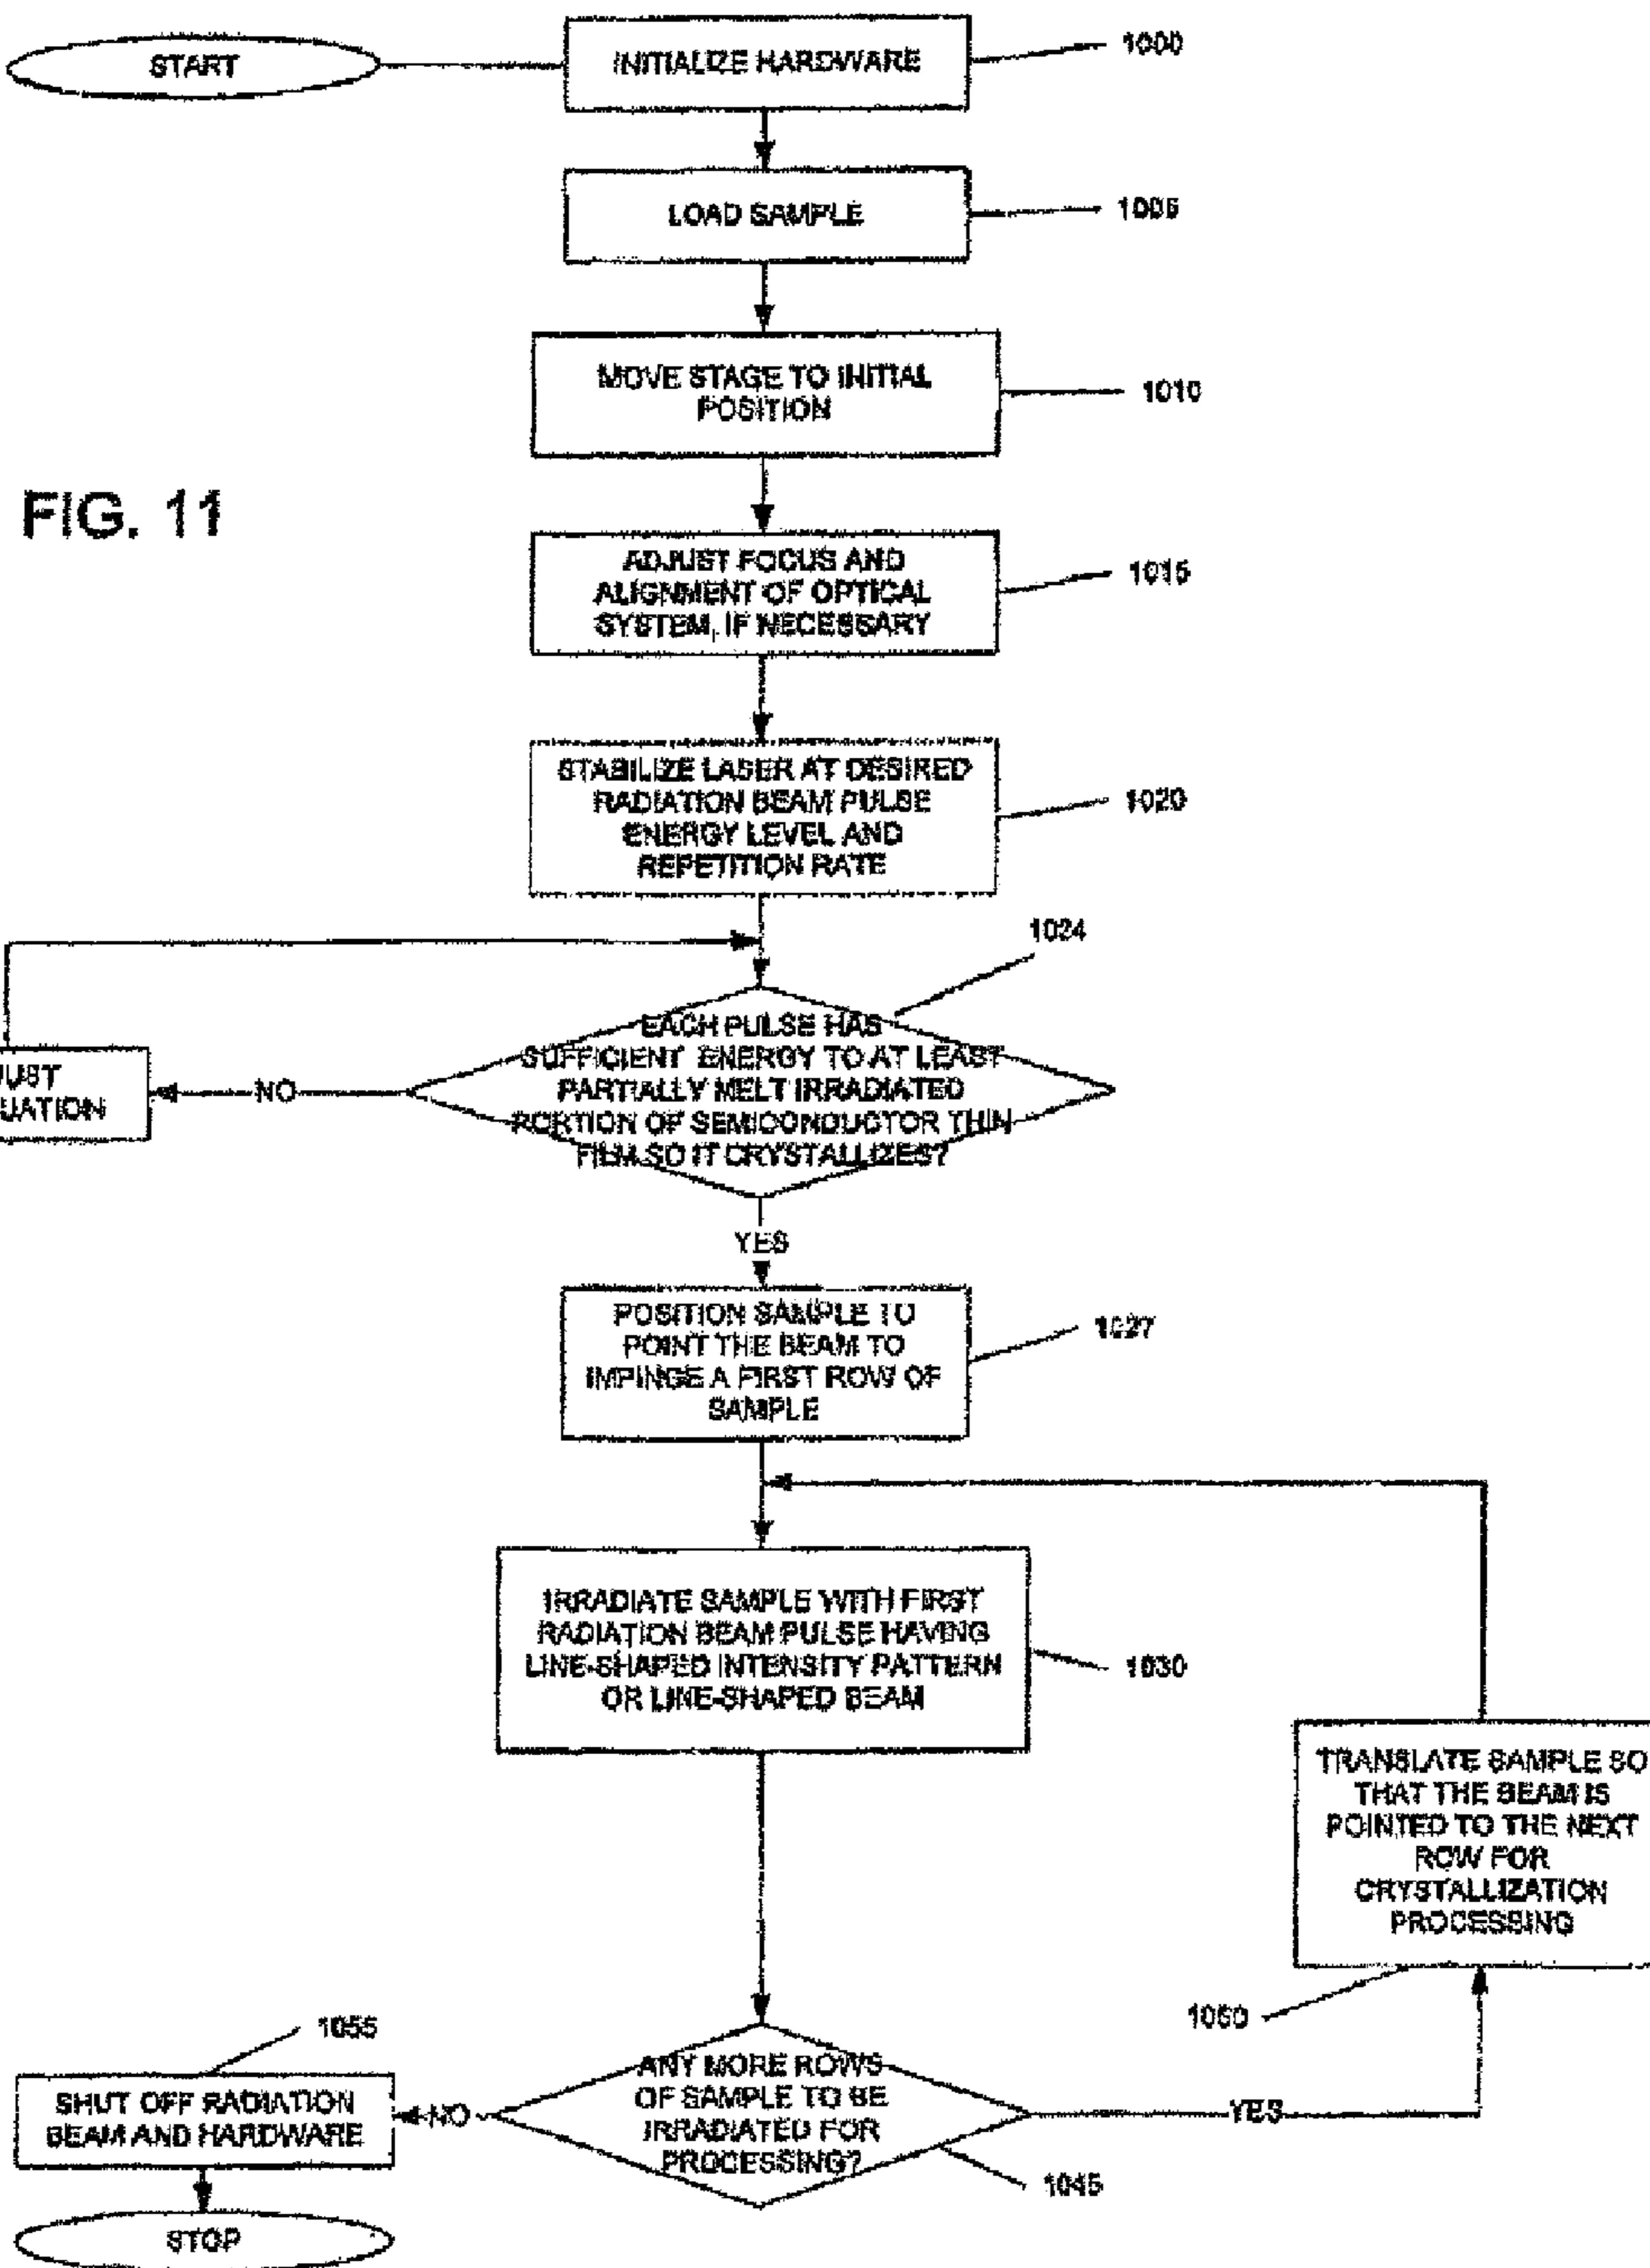 START
INITIALIZE HARDWARE
1000
LOAD SAMPLE
1005
MOVE STAGE TO INITIAL
POSITION
1010
FIG. 11
ADJUST FOCUS AND
ALIGNMENT OF OPTICAL
SYSTEM, IF NECESSARY
1015
STABILIZE LASER AT DESIRED
RADIATION BEAM PULSE
ENERGY LEVEL AND
REPETITION RATE
1020
1024
EACH PULSE HAS
SUFFICIENT ENERGY TO AT LEAST
PARTIALLY MELT IRRADIATED
PORTION OF SEMICONDUCTOR THIN
FILM SO IT CRYSTALLIZES?
NO
JUST
UATION
YES
POSITION SAMPLE TO
POINT THE BEAM TO
IMPINGE A FIRST ROW OF
SAMPLE
1027
IRRADIATE SAMPLE WITH FIRST
RADIATION BEAM PULSE HAVING
LINE-SHAPED INTENSITY PATTERN
OR LINE-SHAPED BEAM
1030
TRANSLATE SAMPLE SO
THAT THE BEAM IS
POINTED TO THE NEXT
ROW FOR
CRYSTALLIZATION
PROCESSING
1050
1055
SHUT OFF RADIATION
BEAM AND HARDWARE
NO
ANY MORE ROWS
OF SAMPLE TO BE
IRRADIATED FOR
PROCESSING?
YES
1045
STOP